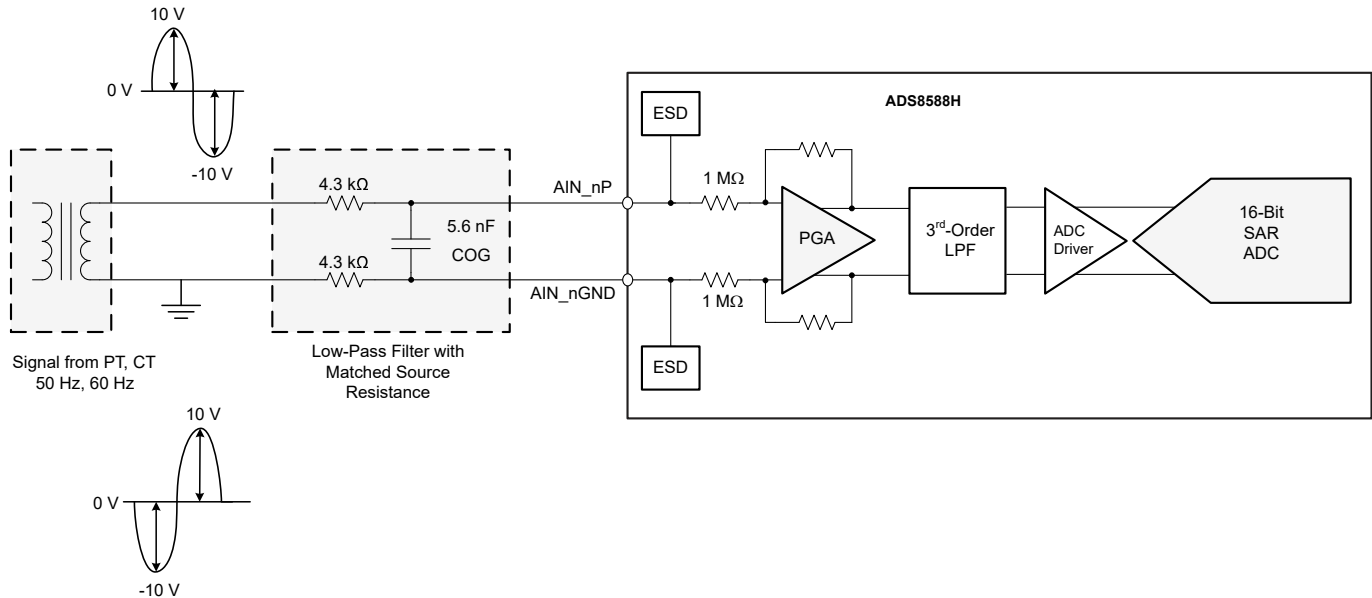 10 V
0 V
-10 V
ADS8588H
ESD
4.3 kΩ
AIN_nP
1 MΩ
5.6 nF
COG
PGA
3rd-Order
LPF
ADC
Driver
16-Bit
SAR
ADC
4.3 kΩ
AIN_nGND
1 MΩ
ESD
Signal from PT, CT
50 Hz, 60 Hz
Low-Pass Filter with
Matched Source
Resistance
10 V
0 V
-10 V